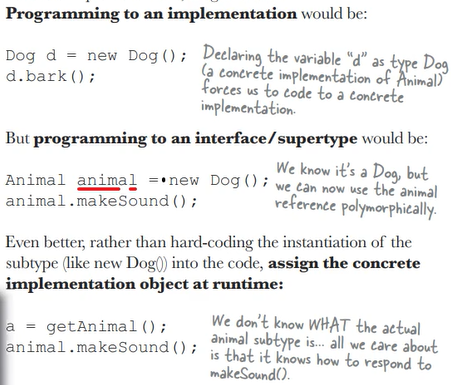 Programming to an implementation would be:
Dog d = new Dog();
d.bark();
Declaring the variable "d" as type Dog
(a concrete implementation of Animal)
forces us to code to a concrete
implementation.
But programming to an interface/supertype would be:
Animal animal = new Dog();
animal.makeSound();
We know it's a Dog, but
we can now use the animal
reference polymorphically.
Even better, rather than hard-coding the instantiation of the
subtype (like new Dog()) into the code, assign the concrete
implementation object at runtime:
a = getAnimal();
animal.makeSound();
We don't know WHAT the actual
animal subtype is... all we care about
is that it knows how to respond to
makeSound().